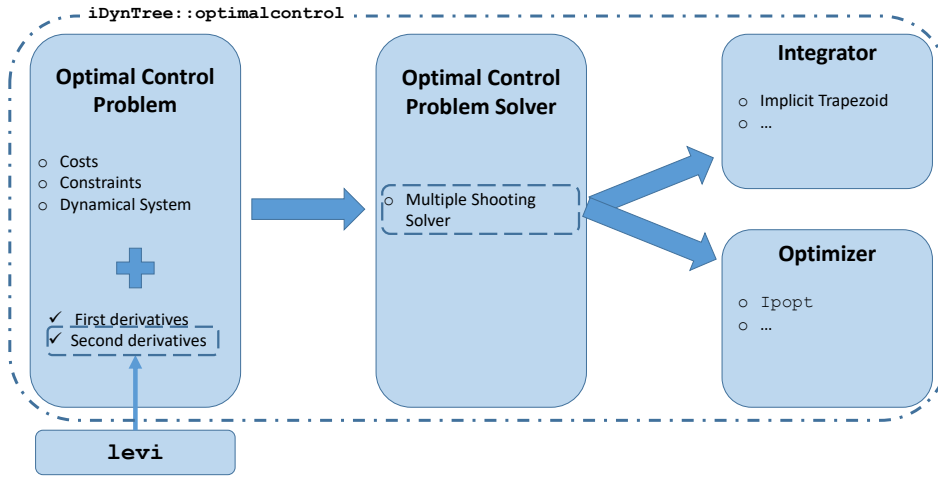 iDynTree::optimalcontrol
Optimal Control
Problem
○ Costs
○ Constraints
○ Dynamical System
✓ First derivatives
✓ Second derivatives
levi
Optimal Control
Problem Solver
○ Multiple Shooting
Solver
Integrator
○ Implicit Trapezoid
○ ...
Optimizer
○ Ipopt
○ ...